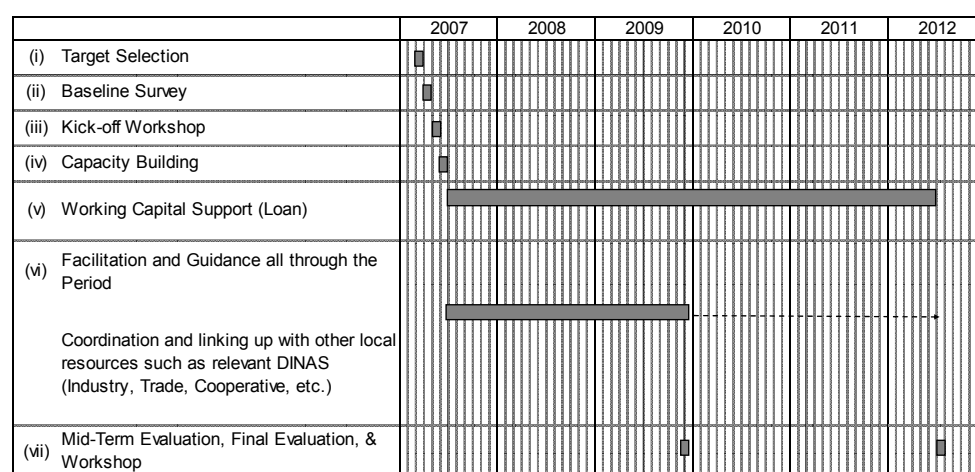 2007 2008 2009 2010 2011 2012
(i) Target Selection
(ii) Baseline Survey
(iii) Kick-off Workshop
(iv) Capacity Building
(v) Working Capital Support (Loan)
(vi) Facilitation and Guidance all through the
Period
Coordination and linking up with other local
resources such as relevant DINAS
(Industry, Trade, Cooperative, etc.)
(vii) Mid-Term Evaluation, Final Evaluation, &
Workshop